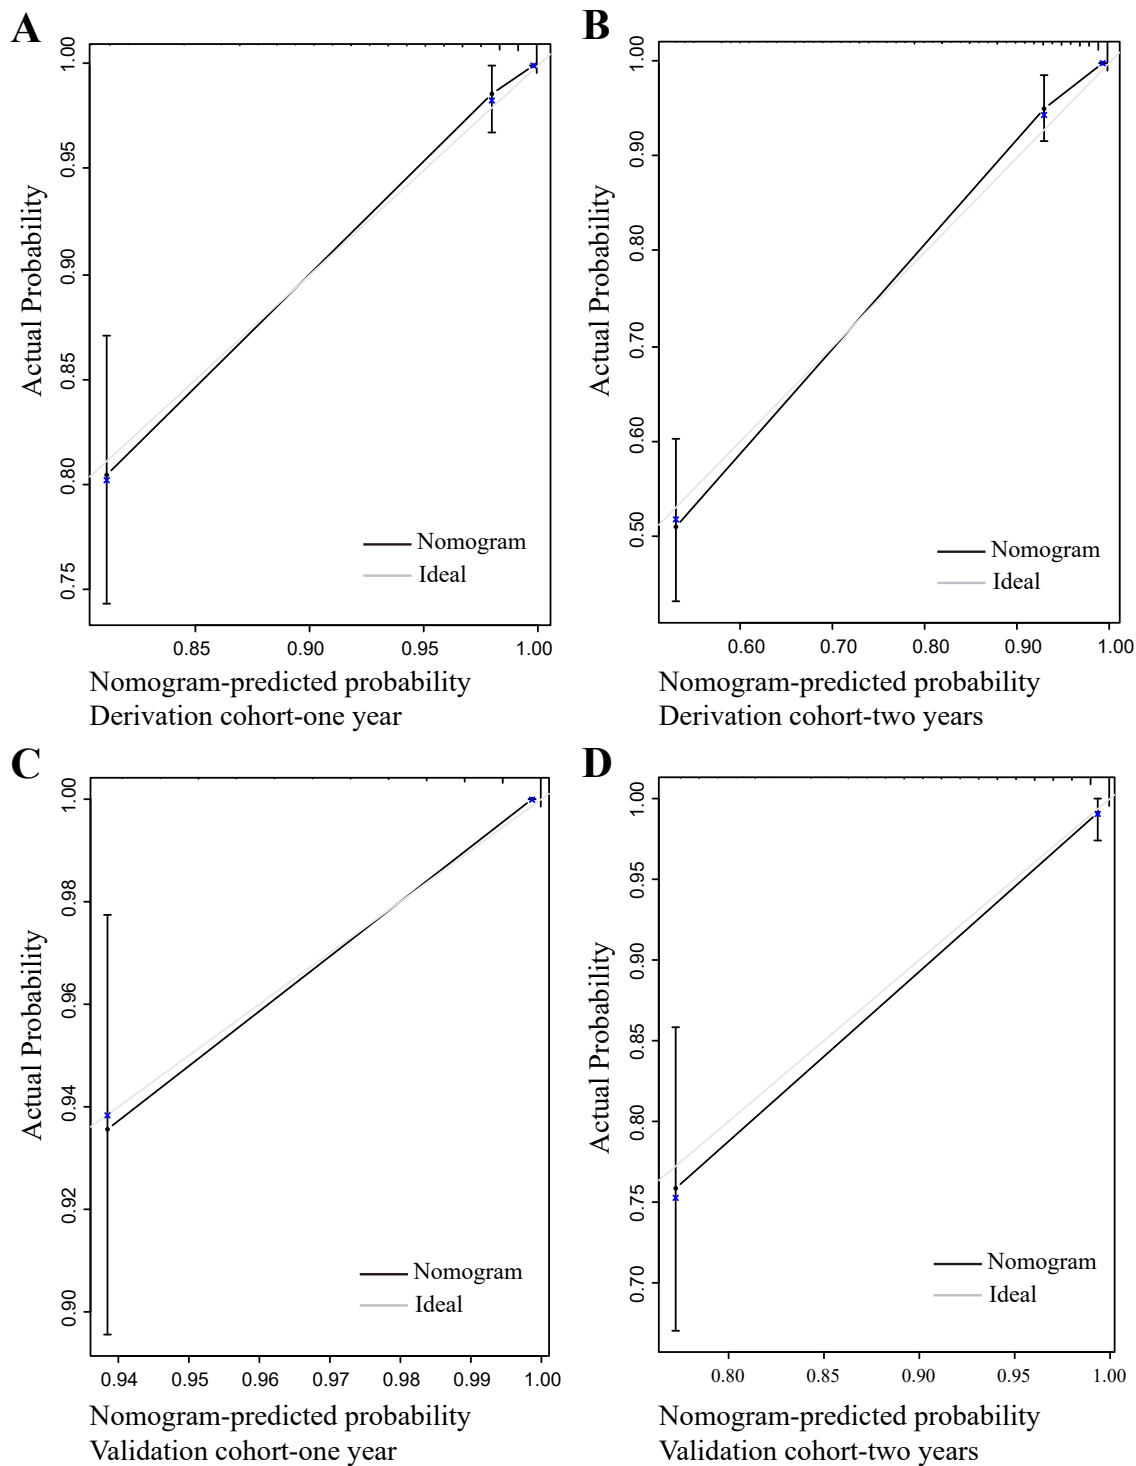 A
1.00
0.95
0.90
0.85
0.80
0.75
Actual Probability
Nomogram
Ideal
0.85 0.90 0.95 1.00
Nomogram-predicted probability
Derivation cohort-one year
B
1.00
0.90
0.80
0.70
0.60
0.50
Actual Probability
Nomogram
Ideal
0.60 0.70 0.80 0.90 1.00
Nomogram-predicted probability
Derivation cohort-two years
C
1.00
0.98
0.96
0.94
0.92
0.90
Actual Probability
Nomogram
Ideal
0.94 0.95 0.96 0.97 0.98 0.99 1.00
Nomogram-predicted probability
Validation cohort-one year
D
1.00
0.95
0.90
0.85
0.80
0.75
0.70
Actual Probability
Nomogram
Ideal
0.80 0.85 0.90 0.95 1.00
Nomogram-predicted probability
Validation cohort-two years